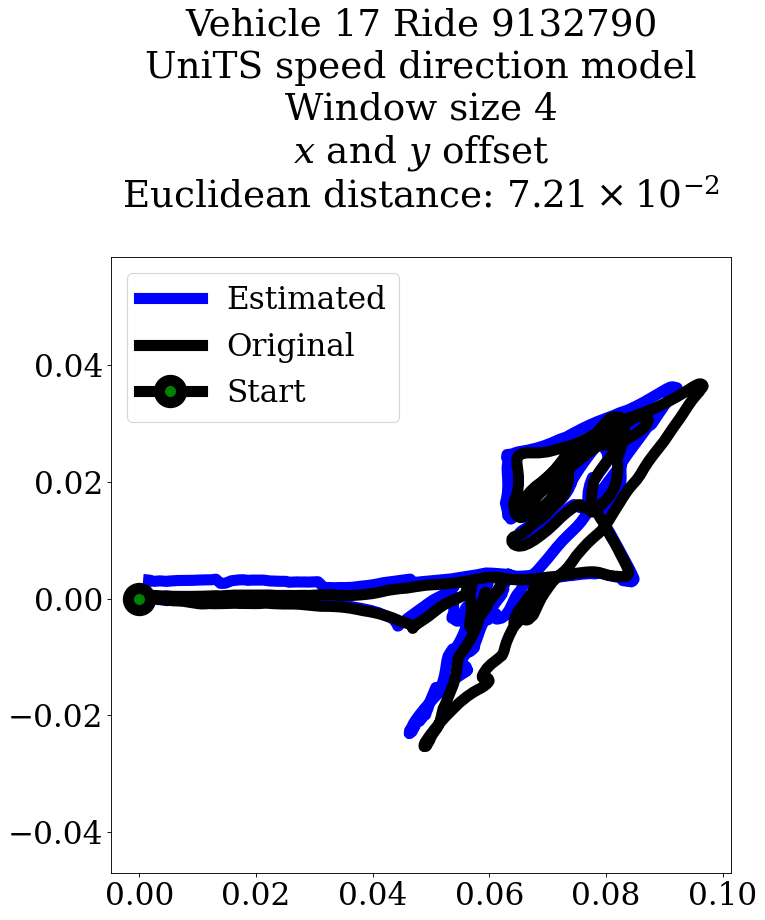 Vehicle 17 Ride 9132790
UniTS speed direction model
Window size 4
x and y offset
Euclidean distance: 7.21 × 10⁻²
Estimated
Original
Start
0.04
0.02
0.00
−0.02
−0.04
0.00 0.02 0.04 0.06 0.08 0.10